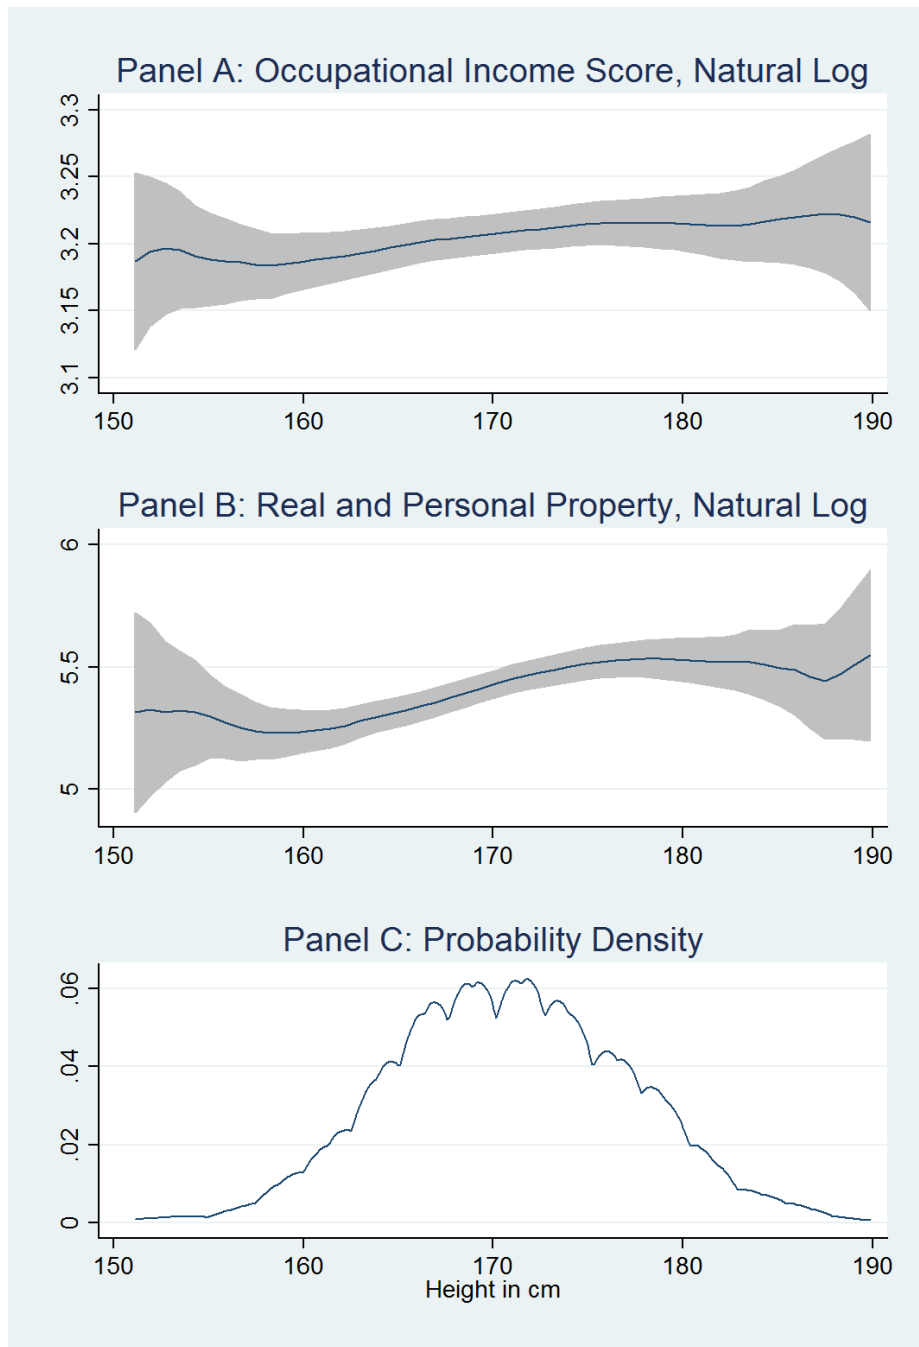 Panel A: Occupational Income Score, Natural Log
3.3
3.25
3.2
3.15
3.1
150 160 170 180 190
Panel B: Real and Personal Property, Natural Log
6
5.5
5
150 160 170 180 190
Panel C: Probability Density
.06
.04
.02
0
150 160 170 180 190
Height in cm